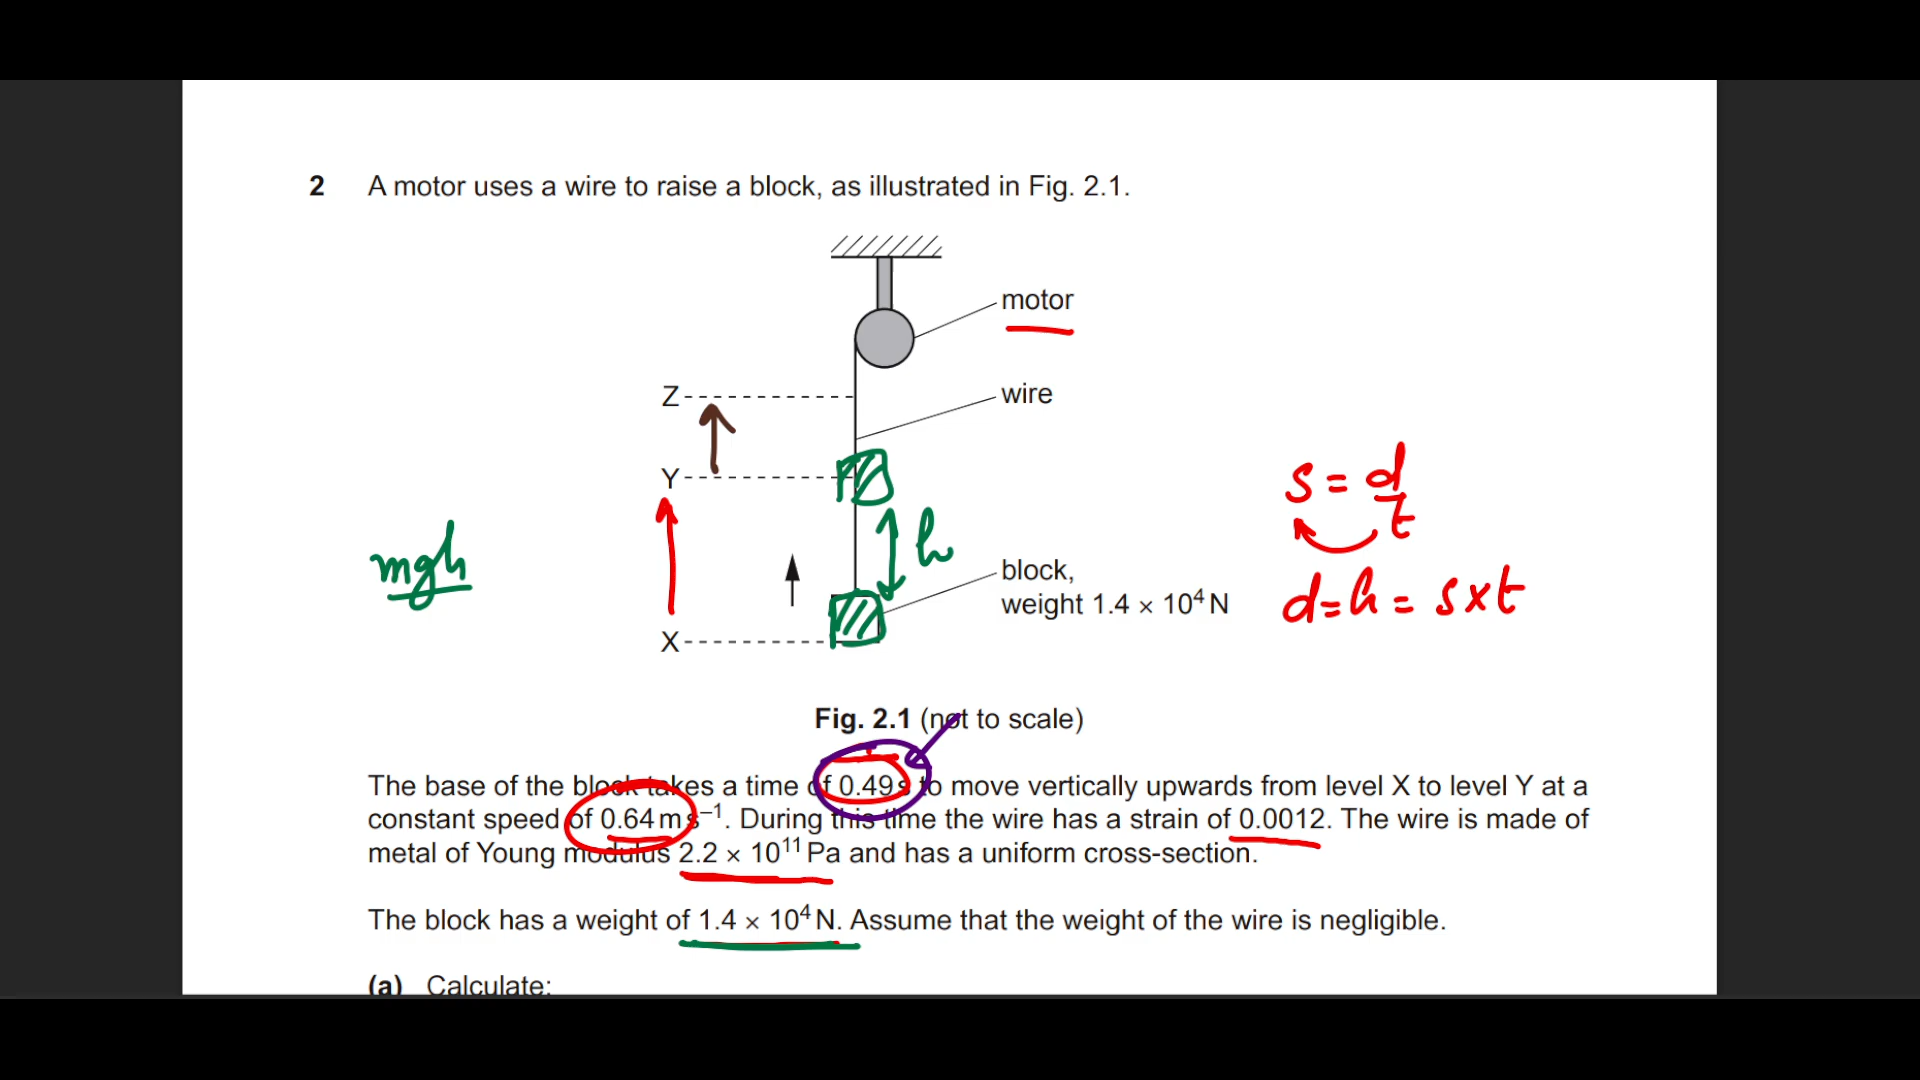 2 A motor uses a wire to raise a block, as illustrated in Fig. 2.1.
motor
Z
wire
Y
s = d/t
h
mgh
block,
weight 1.4 × 10⁴ N
d = h = s x t
X
Fig. 2.1 (not to scale)
The base of the block takes a time of 0.49 s to move vertically upwards from level X to level Y at a
constant speed of 0.64 m s⁻¹. During this time the wire has a strain of 0.0012. The wire is made of
metal of Young modulus 2.2 × 10¹¹ Pa and has a uniform cross-section.
The block has a weight of 1.4 × 10⁴ N. Assume that the weight of the wire is negligible.
(a) Calculate: